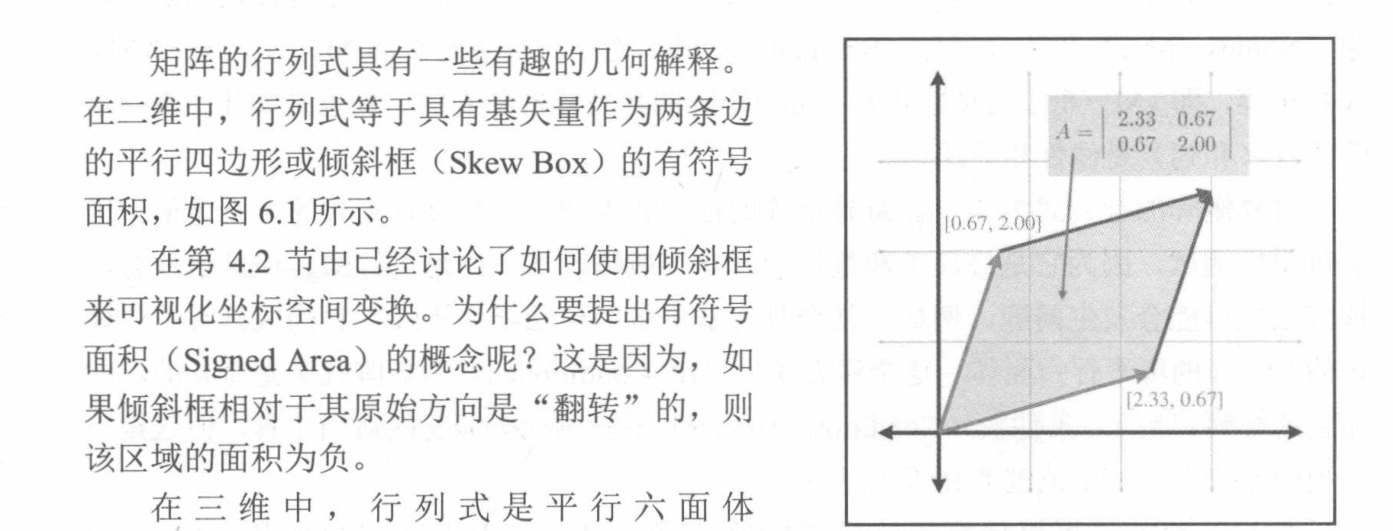 矩阵的行列式具有一些有趣的几何解释。
在二维中，行列式等于具有基矢量作为两条边
的平行四边形或倾斜框（Skew Box）的有符号
面积，如图 6.1 所示。
在第 4.2 节中已经讨论了如何使用倾斜框
来可视化坐标空间变换。为什么要提出有符号
面积（Signed Area）的概念呢？这是因为，如
果倾斜框相对于其原始方向是“翻转”的，则
该区域的面积为负。
在三维中，行列式是平行六面体
A = | 2.33 0.67 |
| 0.67 2.00 |
[0.67, 2.00]
[2.33, 0.67]